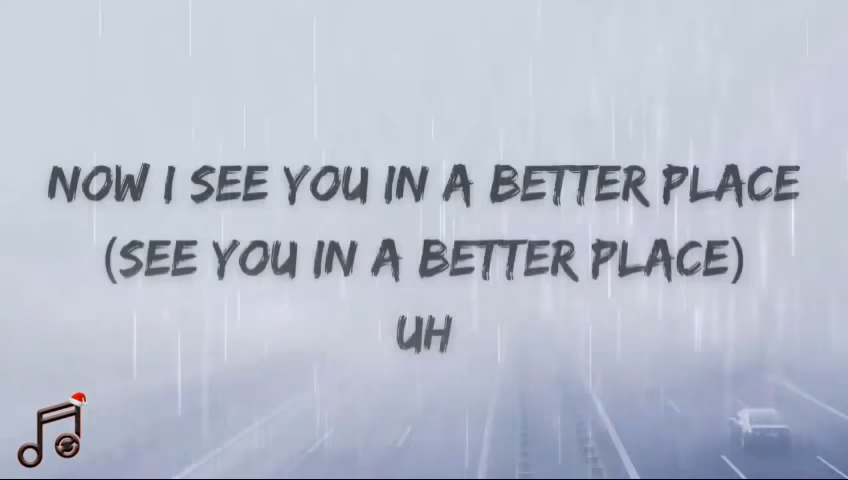 NOW I SEE YOU IN A BETTER PLACE
(SEE YOU IN A BETTER PLACE)
UH